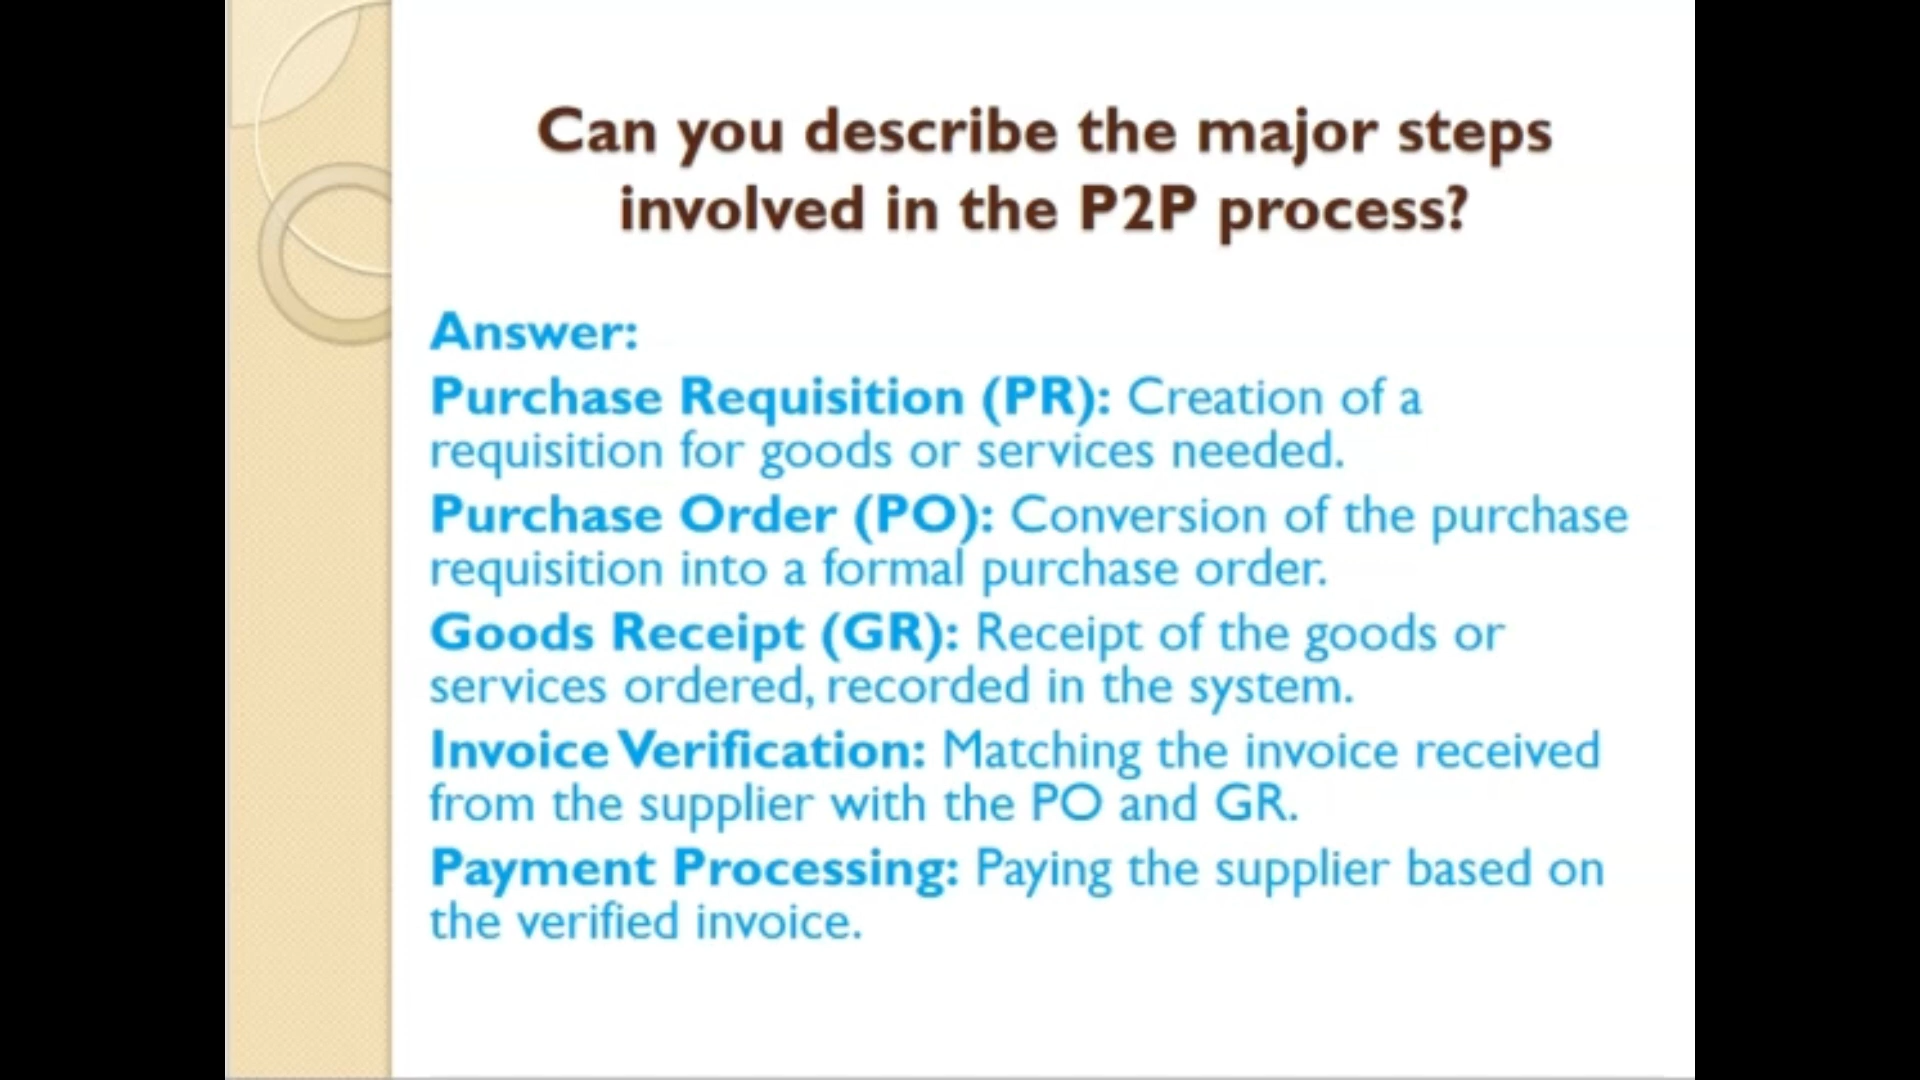 Can you describe the major steps
involved in the P2P process?
Answer:
Purchase Requisition (PR): Creation of a
requisition for goods or services needed.
Purchase Order (PO): Conversion of the purchase
requisition into a formal purchase order.
Goods Receipt (GR): Receipt of the goods or
services ordered, recorded in the system.
Invoice Verification: Matching the invoice received
from the supplier with the PO and GR.
Payment Processing: Paying the supplier based on
the verified invoice.